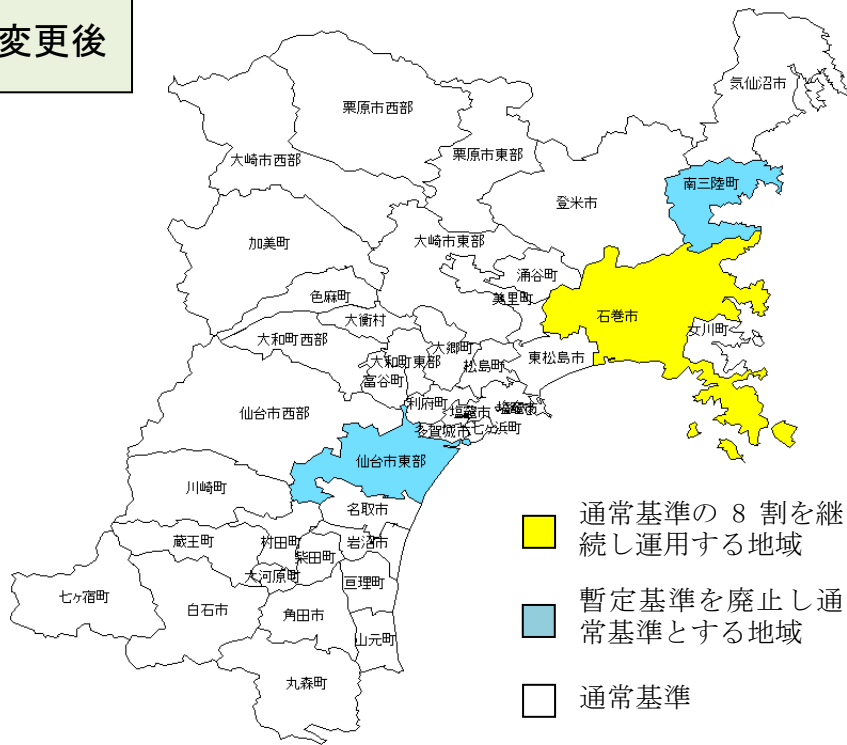 変更後
気仙沼市
栗原市西部
栗原市東部
大崎市西部
南三陸町
登米市
加美町
大崎市東部
涌谷町
色麻町
美里町
大衡村
石巻市
女川町
大和町西部
大郷町
大和町東部
松島町
東松島市
富谷町
利府町
塩竈市
仙台市西部
多賀城市
七ヶ浜町
仙台市東部
川崎町
名取市
蔵王町
村田町
岩沼市
柴田町
大河原町
亘理町
七ヶ宿町
白石市
角田市
山元町
丸森町
通常基準の 8 割を継
続し運用する地域
暫定基準を廃止し通
常基準とする地域
通常基準